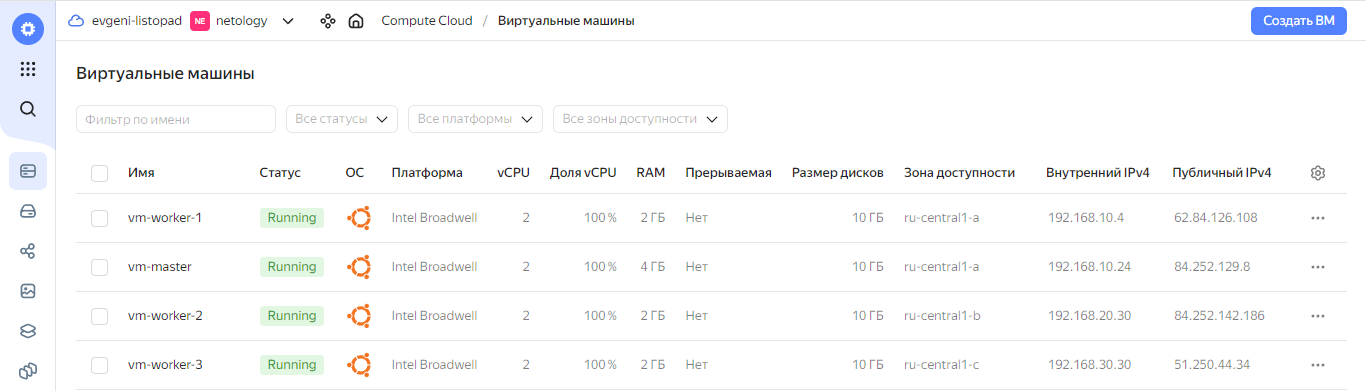 evgeni-listopad NE netology Compute Cloud / Виртуальные машины Создать ВМ
Виртуальные машины
Фильтр по имени Все статусы Все платформы Все зоны доступности
Имя Статус ОС Платформа vCPU Доля vCPU RAM Прерываемая Размер дисков Зона доступности Внутренний IPv4 Публичный IPv4
vm-worker-1 Running Intel Broadwell 2 100 % 2 ГБ Нет 10 ГБ ru-central1-a 192.168.10.4 62.84.126.108
vm-master Running Intel Broadwell 2 100 % 4 ГБ Нет 10 ГБ ru-central1-a 192.168.10.24 84.252.129.8
vm-worker-2 Running Intel Broadwell 2 100 % 2 ГБ Нет 10 ГБ ru-central1-b 192.168.20.30 84.252.142.186
vm-worker-3 Running Intel Broadwell 2 100 % 2 ГБ Нет 10 ГБ ru-central1-c 192.168.30.30 51.250.44.34